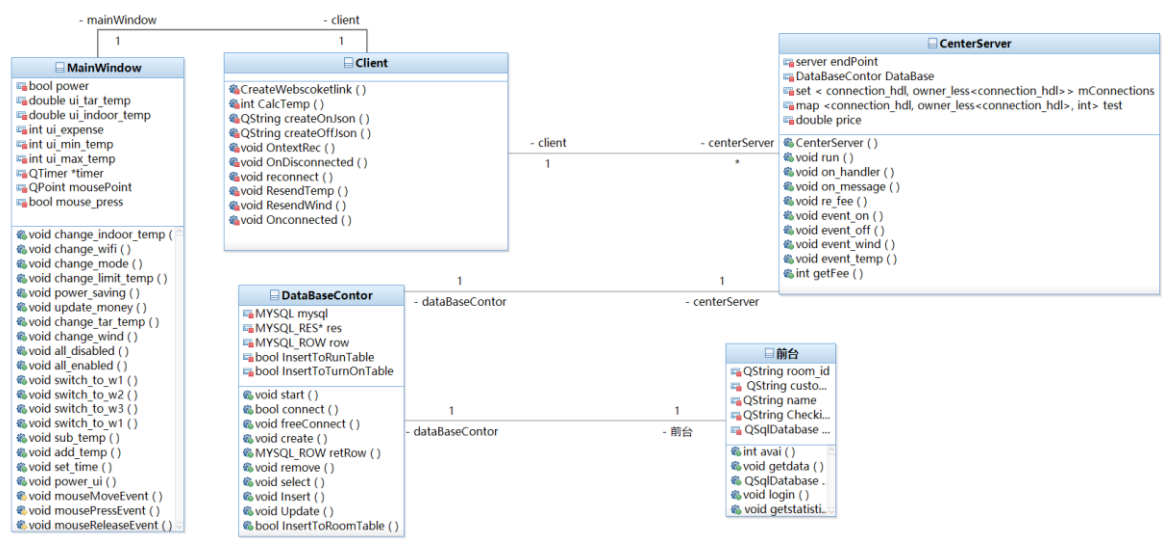 - mainWindow
- client
1
1
MainWindow
bool power
double ui_tar_temp
double ui_indoor_temp
int ui_expense
int ui_min_temp
int ui_max_temp
QTimer *timer
QPoint mousePoint
bool mouse_press
void change_indoor_temp (
void change_wifi ( )
void change_mode ( )
void change_limit_temp ( )
void power_saving ( )
void update_money ( )
void change_tar_temp ( )
void change_wind ( )
void all_disabled ( )
void all_enabled ( )
void switch_to_w1 ( )
void switch_to_w2 ( )
void switch_to_w3 ( )
void switch_to_w1 ( )
void sub_temp ( )
void add_temp ( )
void set_time ( )
void power_ui ( )
void mouseMoveEvent ( )
void mousePressEvent ( )
void mouseReleaseEvent ( )
Client
CreateWebscoketlink ( )
int CalcTemp ( )
QString createOnJson ( )
QString createOffJson ( )
void OntextRec ( )
void OnDisconnected ( )
void reconnect ( )
void ResendTemp ( )
void ResendWind ( )
void Onconnected ( )
- client
- centerServer
1
*
CenterServer
server endPoint
DataBaseContor DataBase
set < connection_hdl, owner_less<connection_hdl>> mConnections
map <connection_hdl, owner_less<connection_hdl>, int> test
double price
CenterServer ( )
void run ( )
void on_handler ( )
void on_message ( )
void re_fee ( )
void event_on ( )
void event_off ( )
void event_wind ( )
void event_temp ( )
int getFee ( )
1
1
- dataBaseContor
- centerServer
DataBaseContor
MYSQL mysql
MYSQL_RES* res
MYSQL_ROW row
bool InsertToRunTable
bool InsertToTurnOnTable
void start ( )
bool connect ( )
void freeConnect ( )
void create ( )
MYSQL_ROW retRow ( )
void remove ( )
void select ( )
void Insert ( )
void Update ( )
bool InsertToRoomTable ( )
1
1
- dataBaseContor
- 前台
前台
QString room_id
QString custo...
QString name
QString Checki...
QSqlDatabase ...
int avai ( )
void getdata ( )
QSqlDatabase ..
void login ( )
void getstatisti..